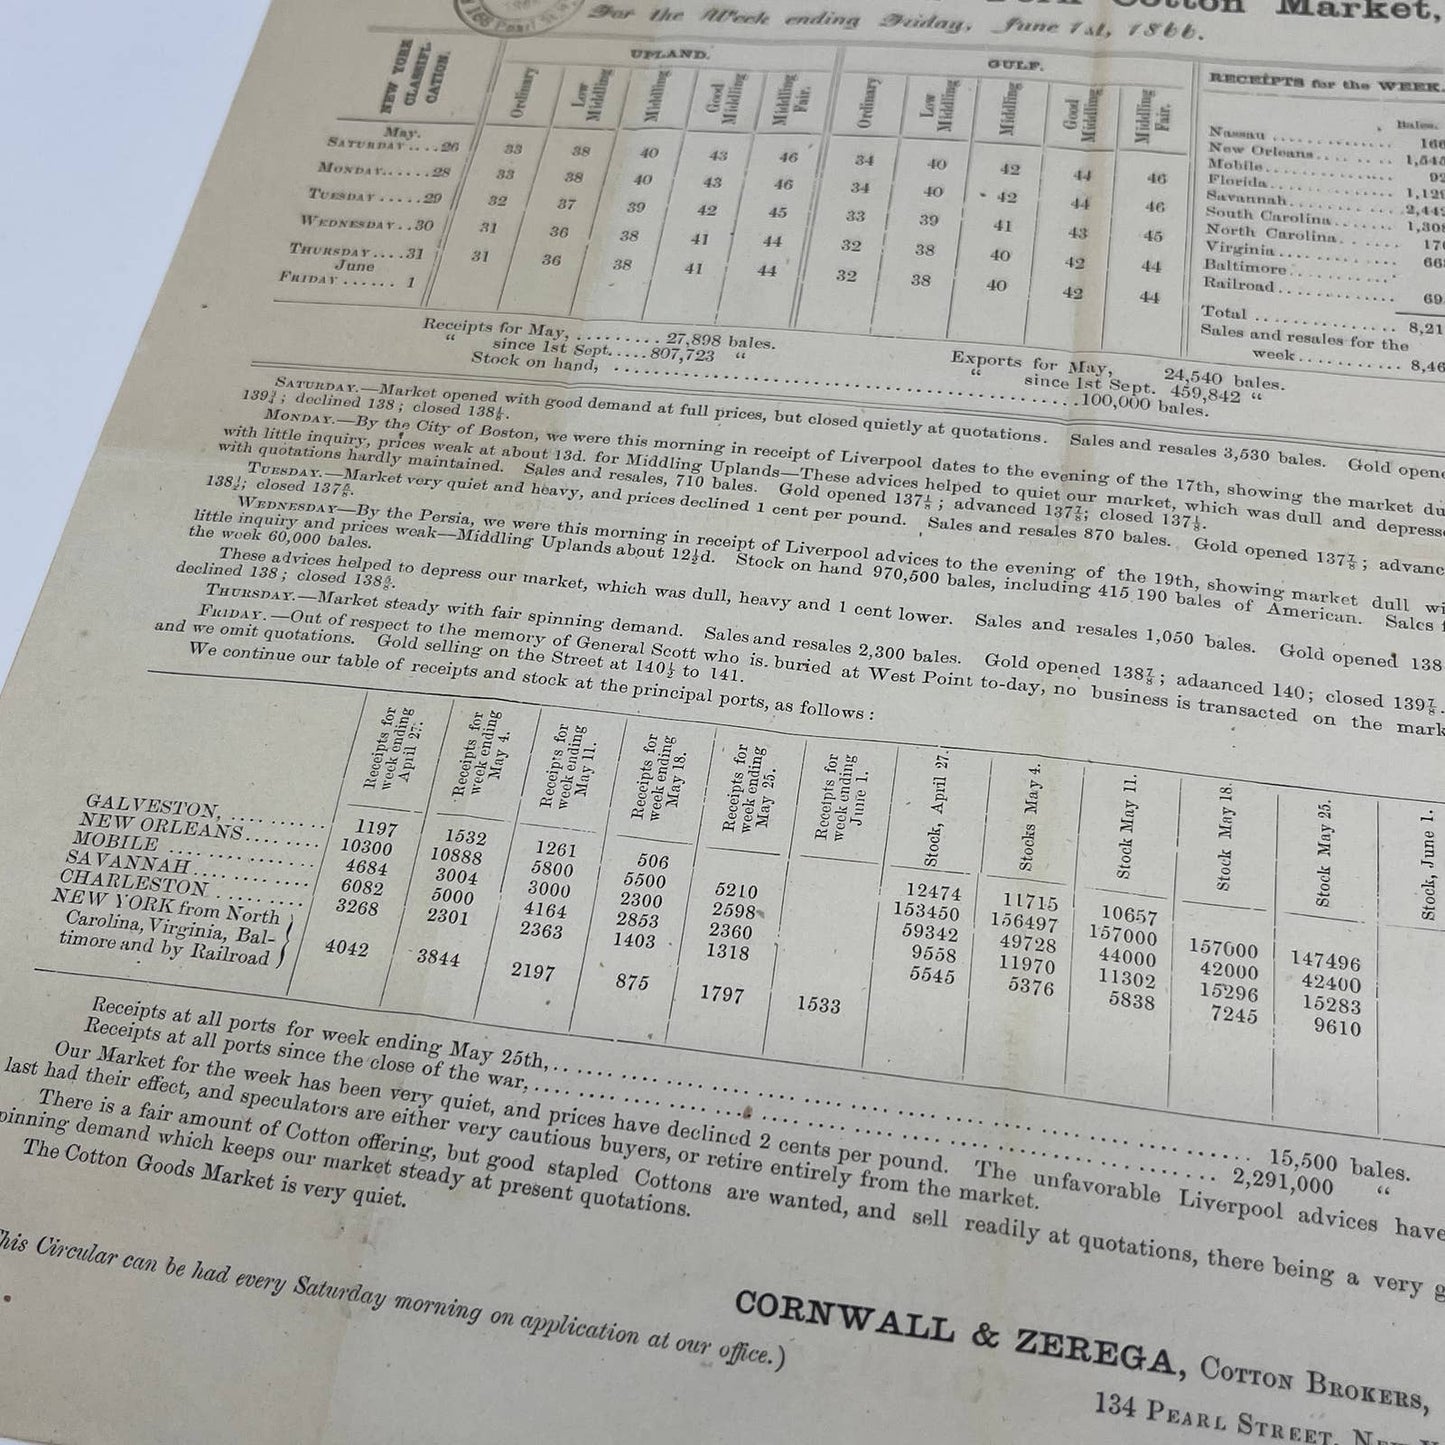 Cotton Market,
For the Week ending Friday, June 1st, 1866.
168 Pearl St.
NEW YORK CLASSIFICATION.
UPLAND.
GULF.
RECEIPTS for the WEEK.
Ordinary Low Middling Middling Good Middling Middling Fair. Ordinary Low Middling Middling Good Middling Middling Fair.
Bales.
May.
SATURDAY....26 33 38 40 43 46 34 40 42 44 46
MONDAY......28 33 38 40 43 46 34 40 42 44 46
TUESDAY.....29 32 37 39 42 45 33 39 41 43 45
WEDNESDAY..30 31 36 38 41 44 32 38 40 42 44
THURSDAY....31 31 36 38 41 44 32 38 40 42 44
June
FRIDAY...... 1
Nassau .............. 166
New Orleans......... 1,545
Mobile............... 92
Florida.............. 1,129
Savannah............ 2,449
South Carolina....... 1,308
North Carolina....... 170
Virginia............. 66
Baltimore...........
Railroad............. 69
Total ............... 8,21
Sales and resales for the
week.......... 8,46
Receipts for May, .......... 27,898 bales.
“ since 1st Sept.....807,723 “
Exports for May, 24,540 bales.
“ since 1st Sept. 459,842 “
Stock on hand, ........................................100,000 bales.
SATURDAY.—Market opened with good demand at full prices, but closed quietly at quotations. Sales and resales 3,530 bales. Gold opene
139¾; declined 138; closed 138⅛.
MONDAY.—By the City of Boston, we were this morning in receipt of Liverpool dates to the evening of the 17th, showing the market du
with little inquiry, prices weak at about 13d. for Middling Uplands—These advices helped to quiet our market, which was dull and depresse
with quotations hardly maintained. Sales and resales, 710 bales. Gold opened 137⅛; advanced 137⅞; closed 137⅛.
TUESDAY.—Market very quiet and heavy, and prices declined 1 cent per pound. Sales and resales 870 bales. Gold opened 137⅞; advanc
138½; closed 137⅝.
WEDNESDAY—By the Persia, we were this morning in receipt of Liverpool advices to the evening of the 19th, showing market dull wi
little inquiry and prices weak—Middling Uplands about 12½d. Stock on hand 970,500 bales, including 415 190 bales of American. Sales f
the week 60,000 bales.
These advices helped to depress our market, which was dull, heavy and 1 cent lower. Sales and resales 1,050 bales. Gold opened 138
declined 138; closed 138⅝.
THURSDAY.—Market steady with fair spinning demand. Sales and resales 2,300 bales. Gold opened 138⅞; adaanced 140; closed 139⅞.
FRIDAY.—Out of respect to the memory of General Scott who is buried at West Point to-day, no business is transacted on the mark
and we omit quotations. Gold selling on the Street at 140½ to 141.
We continue our table of receipts and stock at the principal ports, as follows:
Receipts for week ending April 27. Receipts for week ending May 4. Receipts for week ending May 11. Receipts for week ending May 18. Receipts for week ending May 25. Receipts for week ending June 1. Stock, April 27. Stocks May 4. Stock May 11. Stock May 18. Stock May 25. Stock, June 1.
GALVESTON, .......... 1197 1532 1261 506 12474 11715 10657
NEW ORLEANS........ 10300 10888 5800 5500 5210 153450 156497 157000 157000 147496
MOBILE ............... 4684 3004 3000 2300 2598 59342 49728 44000 42000 42400
SAVANNAH............ 6082 5000 4164 2853 2360 9558 11970 11302 15296 15283
CHARLESTON......... 3268 2301 2363 1403 1318 5545 5376 5838 7245 9610
NEW YORK from North
Carolina, Virginia, Bal-
timore and by Railroad 4042 3844 2197 875 1797 1533
Receipts at all ports for week ending May 25th,........................ 15,500 bales.
Receipts at all ports since the close of the war,........................ 2,291,000 “
Our Market for the week has been very quiet, and prices have declined 2 cents per pound. The unfavorable Liverpool advices have
last had their effect, and speculators are either very cautious buyers, or retire entirely from the market.
There is a fair amount of Cotton offering, but good stapled Cottons are wanted, and sell readily at quotations, there being a very g
pinning demand which keeps our market steady at present quotations.
The Cotton Goods Market is very quiet.
This Circular can be had every Saturday morning on application at our office.)
CORNWALL & ZEREGA, COTTON BROKERS,
134 PEARL STREET,